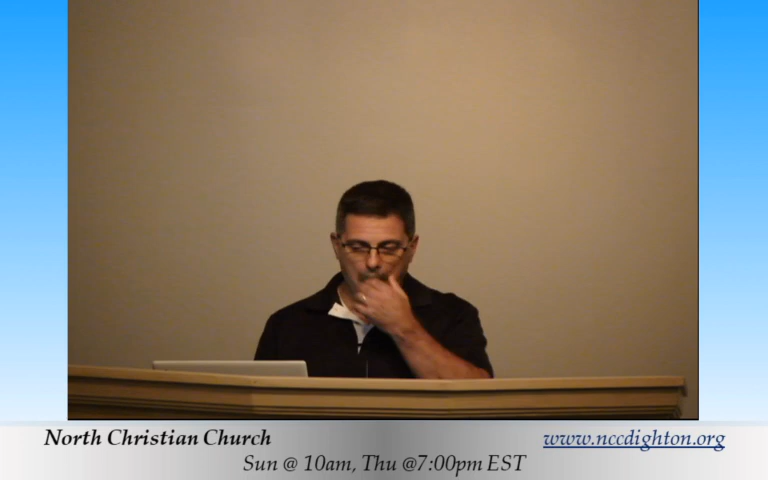 North Christian Church www.nccdighton.org
Sun @ 10am, Thu @7:00pm EST